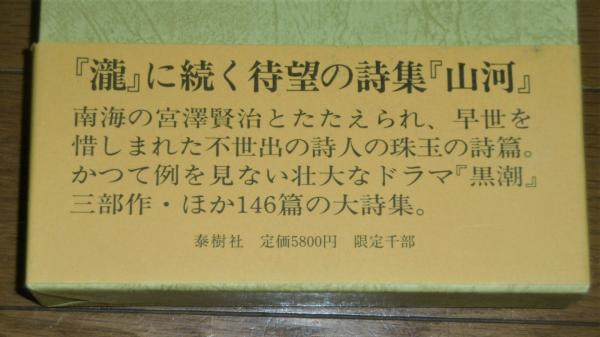 『瀧』に続く待望の詩集『山河』
南海の宮澤賢治とたたえられ、早世を
惜しまれた不世出の詩人の珠玉の詩篇。
かつて例を見ない壮大なドラマ『黒潮』
三部作・ほか146篇の大詩集。
泰樹社　定価5800円　限定千部